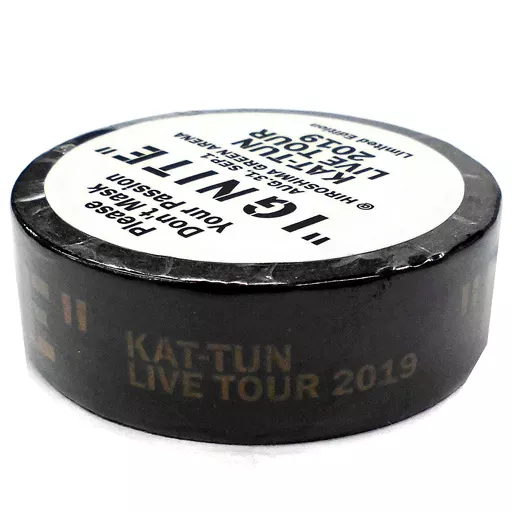 Please
Don't Mask
Your Passion
"IGNITE"
AUG.31, SEP.1
@ HIROSHIMA GREEN ARENA
KAT-TUN
LIVE TOUR
2019
Limited Edition
E"
KAT-TUN
LIVE TOUR 2019
"